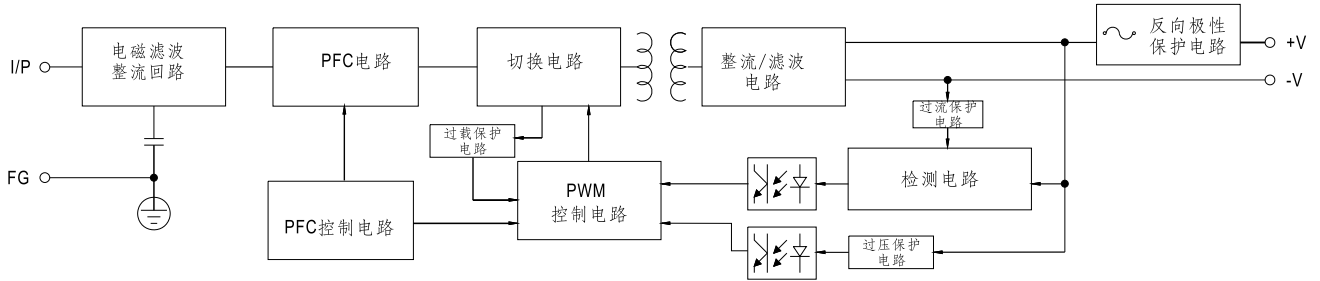 I/P
电磁滤波
整流回路
PFC电路
切换电路
整流/滤波
电路
反向极性
保护电路
+V
-V
过流保护
电路
过载保护
电路
FG
PFC控制电路
PWM
控制电路
检测电路
过压保护
电路